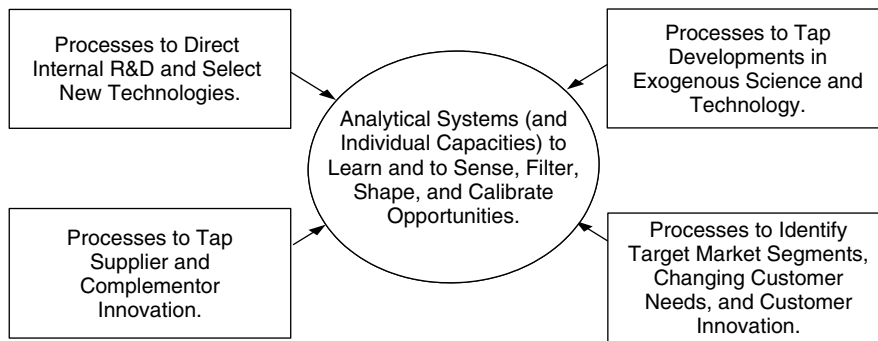 Processes to Direct
Internal R&D and Select
New Technologies.
Processes to Tap
Developments in
Exogenous Science and
Technology.
Analytical Systems (and
Individual Capacities) to
Learn and to Sense, Filter,
Shape, and Calibrate
Opportunities.
Processes to Tap
Supplier and
Complementor
Innovation.
Processes to Identify
Target Market Segments,
Changing Customer
Needs, and Customer
Innovation.